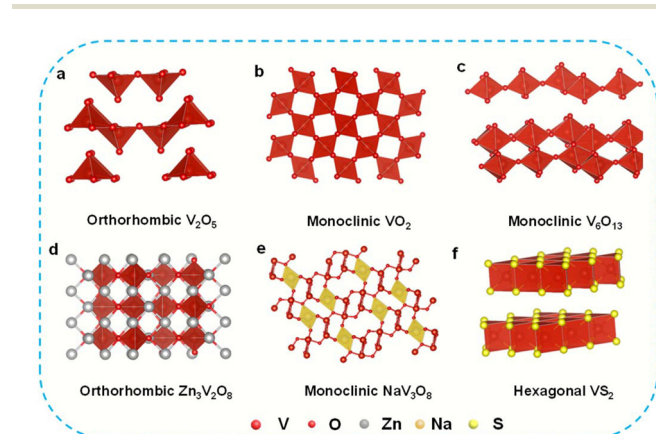 a
b
c
Orthorhombic V₂O₅
Monoclinic VO₂
Monoclinic V₆O₁₃
d
e
f
Orthorhombic Zn₃V₂O₈
Monoclinic NaV₃O₈
Hexagonal VS₂
V O Zn Na S